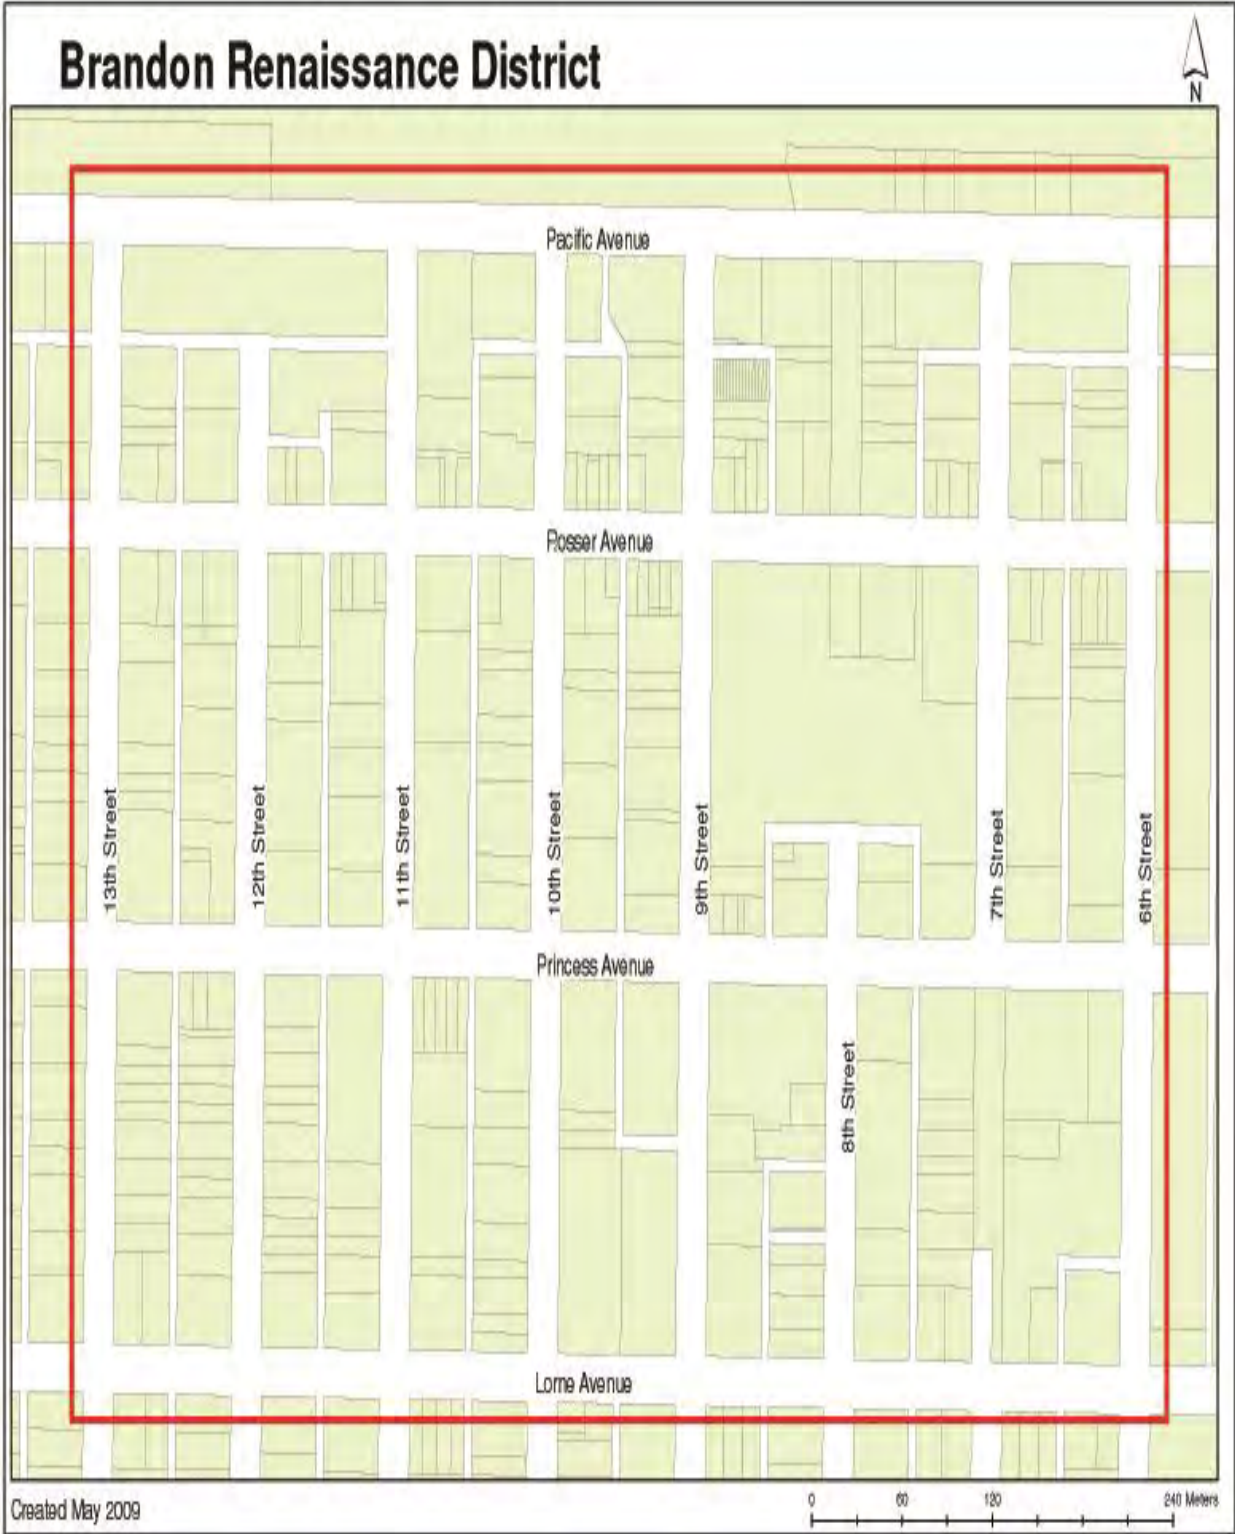 Brandon Renaissance District
N
Pacific Avenue
Rosser Avenue
13th Street
12th Street
11th Street
10th Street
9th Street
7th Street
6th Street
Princess Avenue
8th Street
Lorne Avenue
Created May 2009
0 60 120 240 Meters